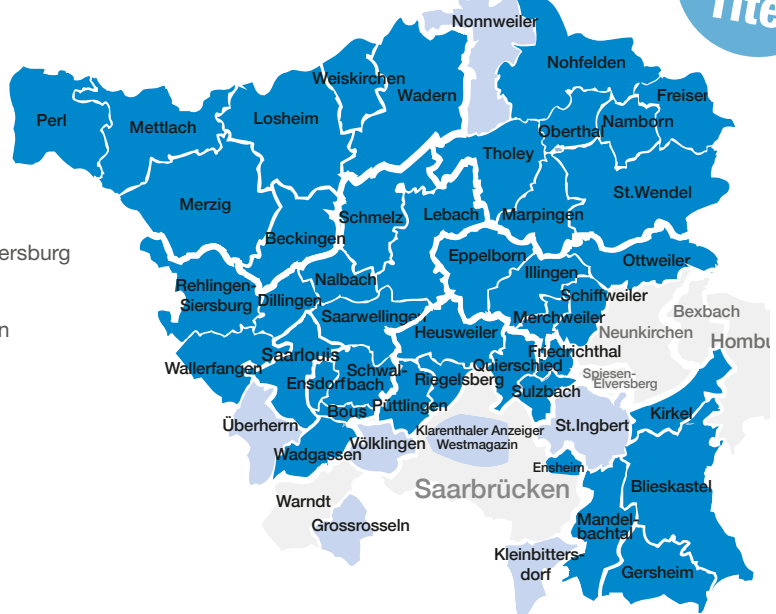 Tite
Nonnweiler
Nohfelden
Weiskirchen
Wadern
Freisen
Perl
Mettlach
Losheim
Oberthal
Namborn
Tholey
St.Wendel
Merzig
Schmelz
Lebach
Marpingen
Beckingen
ersburg
Eppelborn
Illingen
Ottweiler
Rehlingen-
Siersburg
Dillingen
Nalbach
Schiffweiler
Saarwellingen
Merchweiler
Bexbach
n
Heusweiler
Neunkirchen
Hombu
Wallerfangen
Saarlouis
Friedrichthal
Quierschied
Ensdorf
Schwal-
bach
Riegelsberg
Spiesen-
Elversberg
Sulzbach
Bous
Püttlingen
Kirkel
Überherrn
Klarenthaler Anzeiger
Westmagazin
St.Ingbert
Wadgassen
Völklingen
Ensheim
Saarbrücken
Blieskastel
Warndt
Grossrosseln
Mandel-
bachtal
Kleinbitters-
dorf
Gersheim